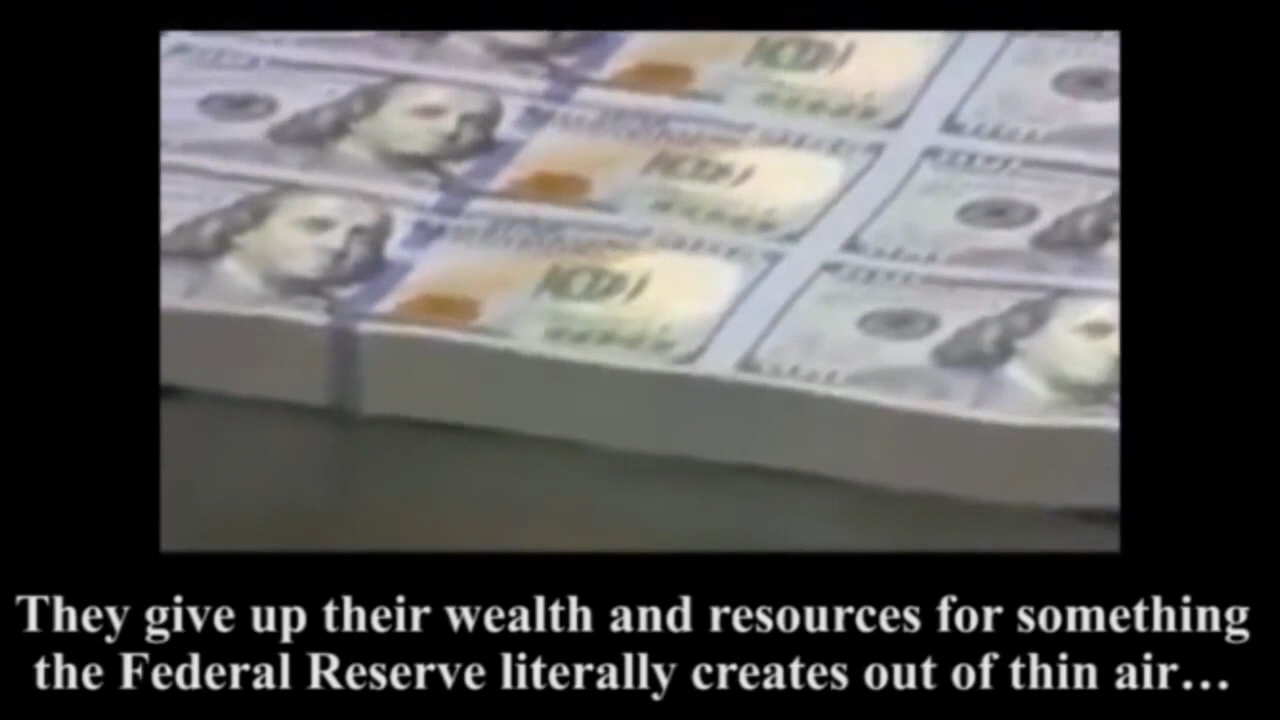 They give up their wealth and resources for something
the Federal Reserve literally creates out of thin air…